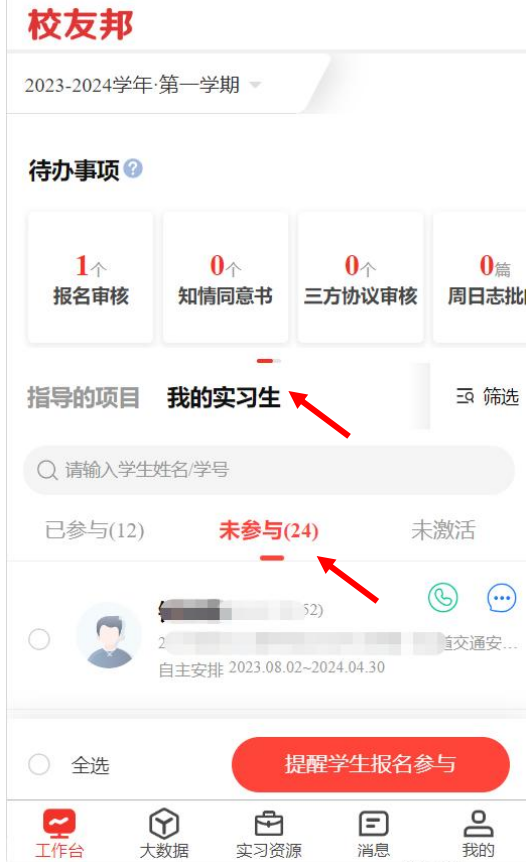 校友邦
2023-2024学年·第一学期
待办事项
1个 0个 0个 0篇
报名审核 知情同意书 三方协议审核 周日志批
指导的项目 我的实习生 筛选
请输入学生姓名/学号
已参与(12) 未参与(24) 未激活
52)
2 道交通安...
自主安排 2023.08.02~2024.04.30
全选 提醒学生报名参与
工作台 大数据 实习资源 消息 我的